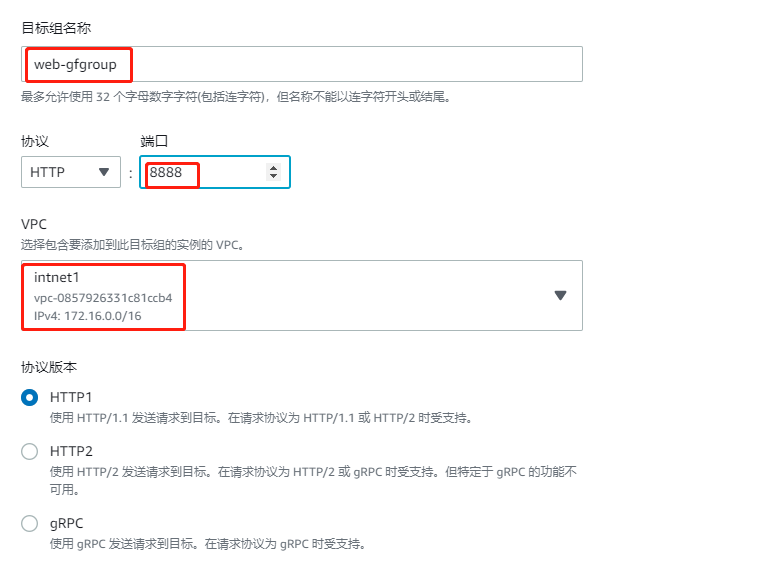 目标组名称
web-gfgroup
最多允许使用 32 个字母数字字符(包括连字符)，但名称不能以连字符开头或结尾。
协议 端口
HTTP : 8888
VPC
选择包含要添加到此目标组的实例的 VPC。
intnet1
vpc-0857926331c81ccb4
IPv4: 172.16.0.0/16
协议版本
HTTP1
使用 HTTP/1.1 发送请求到目标。在请求协议为 HTTP/1.1 或 HTTP/2 时受支持。
HTTP2
使用 HTTP/2 发送请求到目标。在请求协议为 HTTP/2 或 gRPC 时受支持。但特定于 gRPC 的功能不
可用。
gRPC
使用 gRPC 发送请求到目标。在请求协议为 gRPC 时受支持。